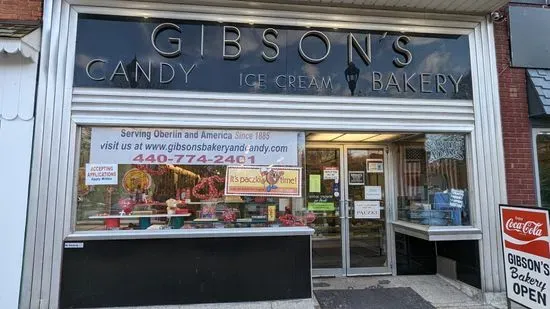 GIBSON'S
CANDY ICE CREAM BAKERY
Serving Oberlin and America Since 1885
visit us at www.gibsonsbakeryandcandy.com
440-774-2401
ACCEPTING
APPLICATIONS
It's paczki time!
PACZKI
Coca-Cola
GIBSON'S
Bakery
OPEN